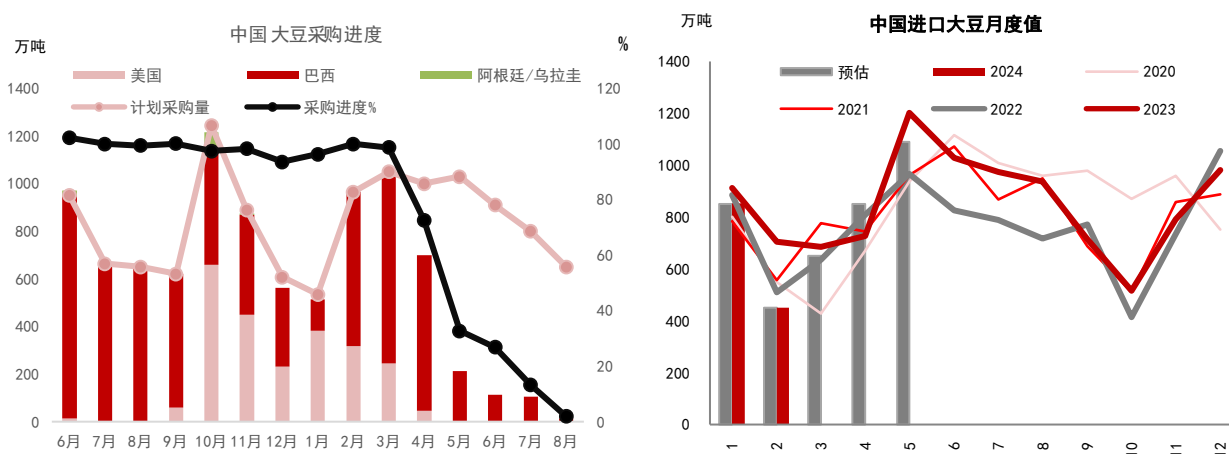 中国大豆采购进度
万吨
%
美国
巴西
阿根廷/乌拉圭
计划采购量
采购进度%
1400
1200
1000
800
600
400
200
0
120
100
80
60
40
20
0
6月 7月 8月 9月 10月 11月 12月 1月 2月 3月 4月 5月 6月 7月 8月
中国进口大豆月度值
万吨
预估
2024
2020
2021
2022
2023
1400
1200
1000
800
600
400
200
0
1 2 3 4 5 6 7 8 9 10 11 12